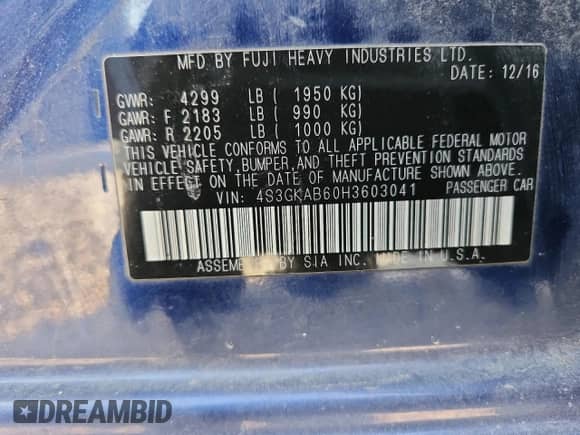 MFD. BY FUJI HEAVY INDUSTRIES LTD.
DATE: 12/16
GVWR: 4299 LB ( 1950 KG)
GAWR: F 2183 LB ( 990 KG)
GAWR: R 2205 LB ( 1000 KG)
THIS VEHICLE CONFORMS TO ALL APPLICABLE FEDERAL MOTOR
VEHICLE SAFETY, BUMPER, AND THEFT PREVENTION STANDARDS
IN EFFECT ON THE DATE OF MANUFACTURE SHOWN ABOVE.
VIN: 4S3GKAB60H3603041 PASSENGER CAR
ASSEMBLED BY SIA INC. MADE IN U.S.A.
DREAMBID